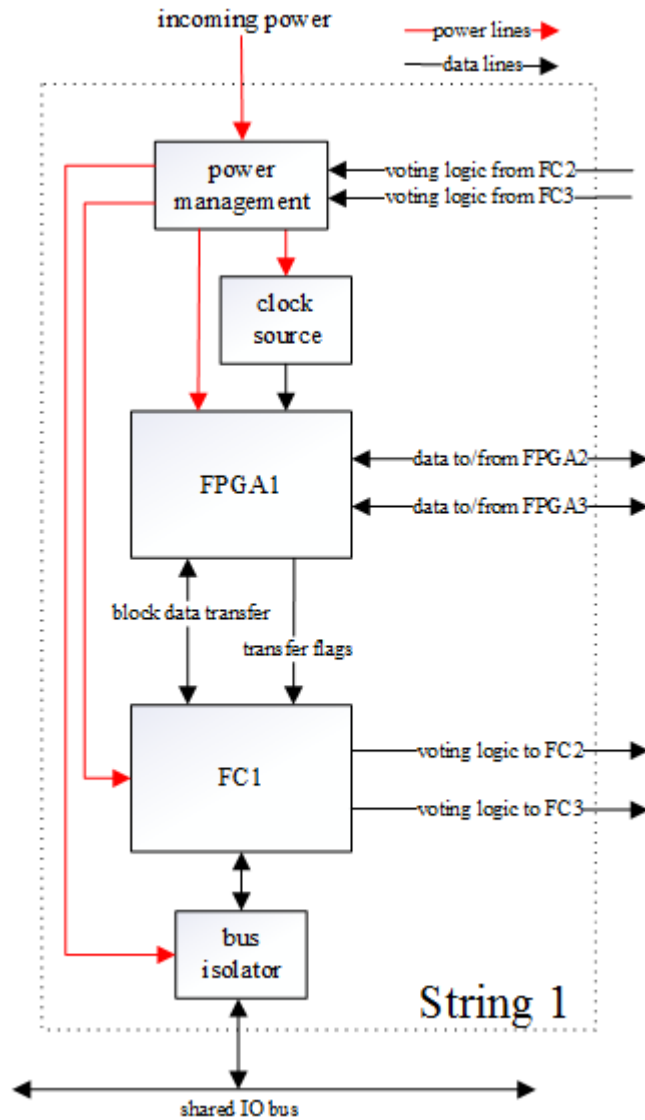 incoming power
power lines
data lines
power
management
voting logic from FC2
voting logic from FC3
clock
source
FPGA1
data to/from FPGA2
data to/from FPGA3
block data transfer
transfer flags
FC1
voting logic to FC2
voting logic to FC3
bus
isolator
String 1
shared IO bus